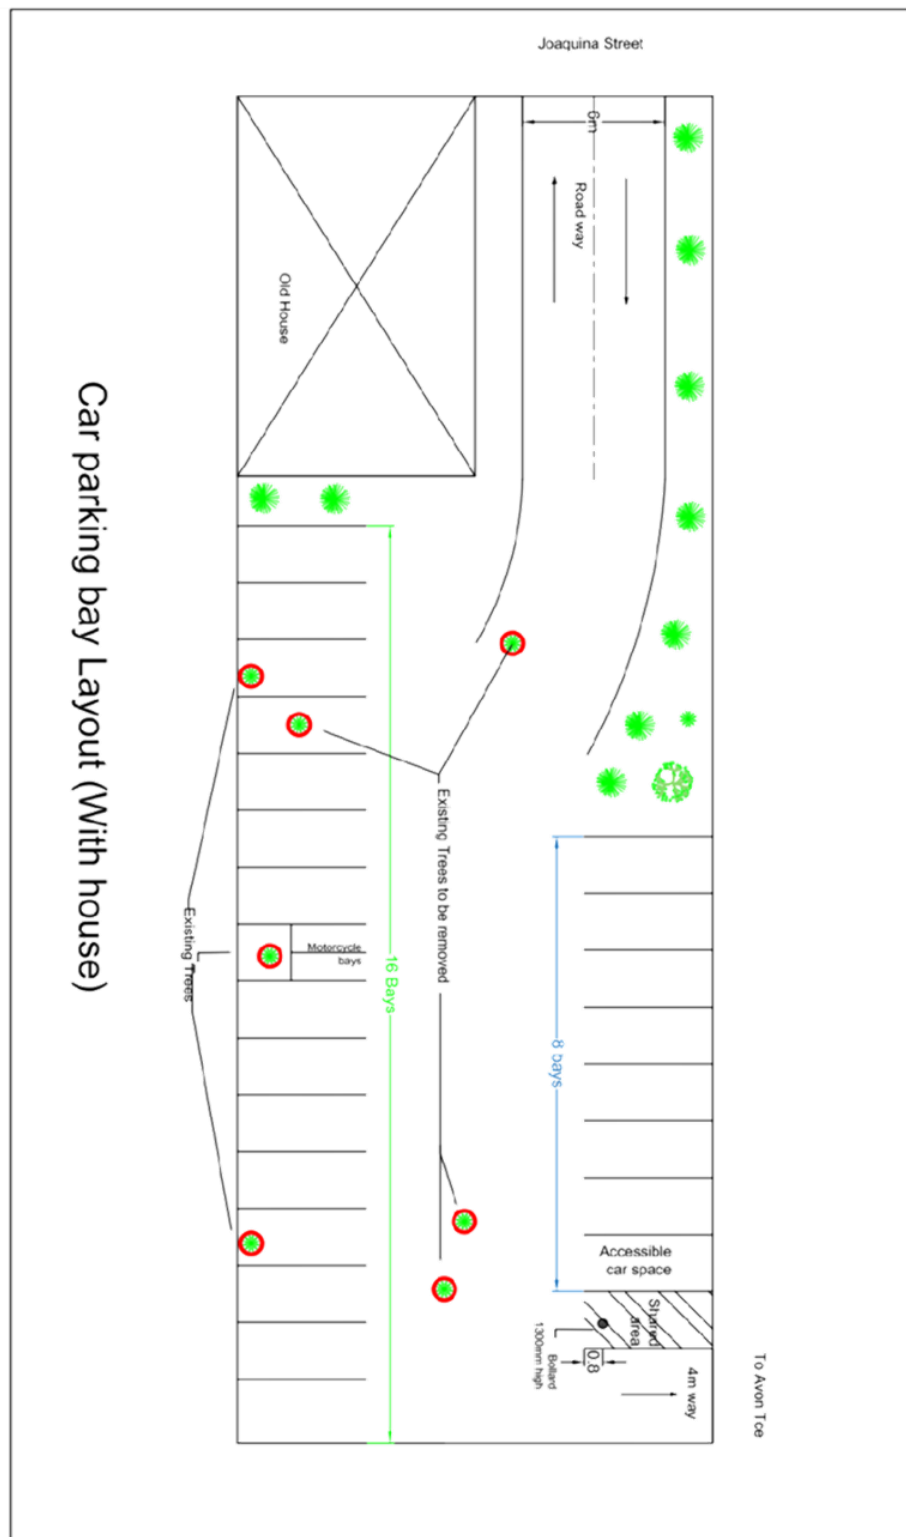 Joaquina Street
6m
Road way
Old House
Car parking bay Layout (With house)
Existing Trees to be removed
Existing Trees
Motorcycle
bays
16 Bays
8 bays
Accessible
car space
Shared
area
Bollard
1300mm high
0.8
4m way
To Avon Tce